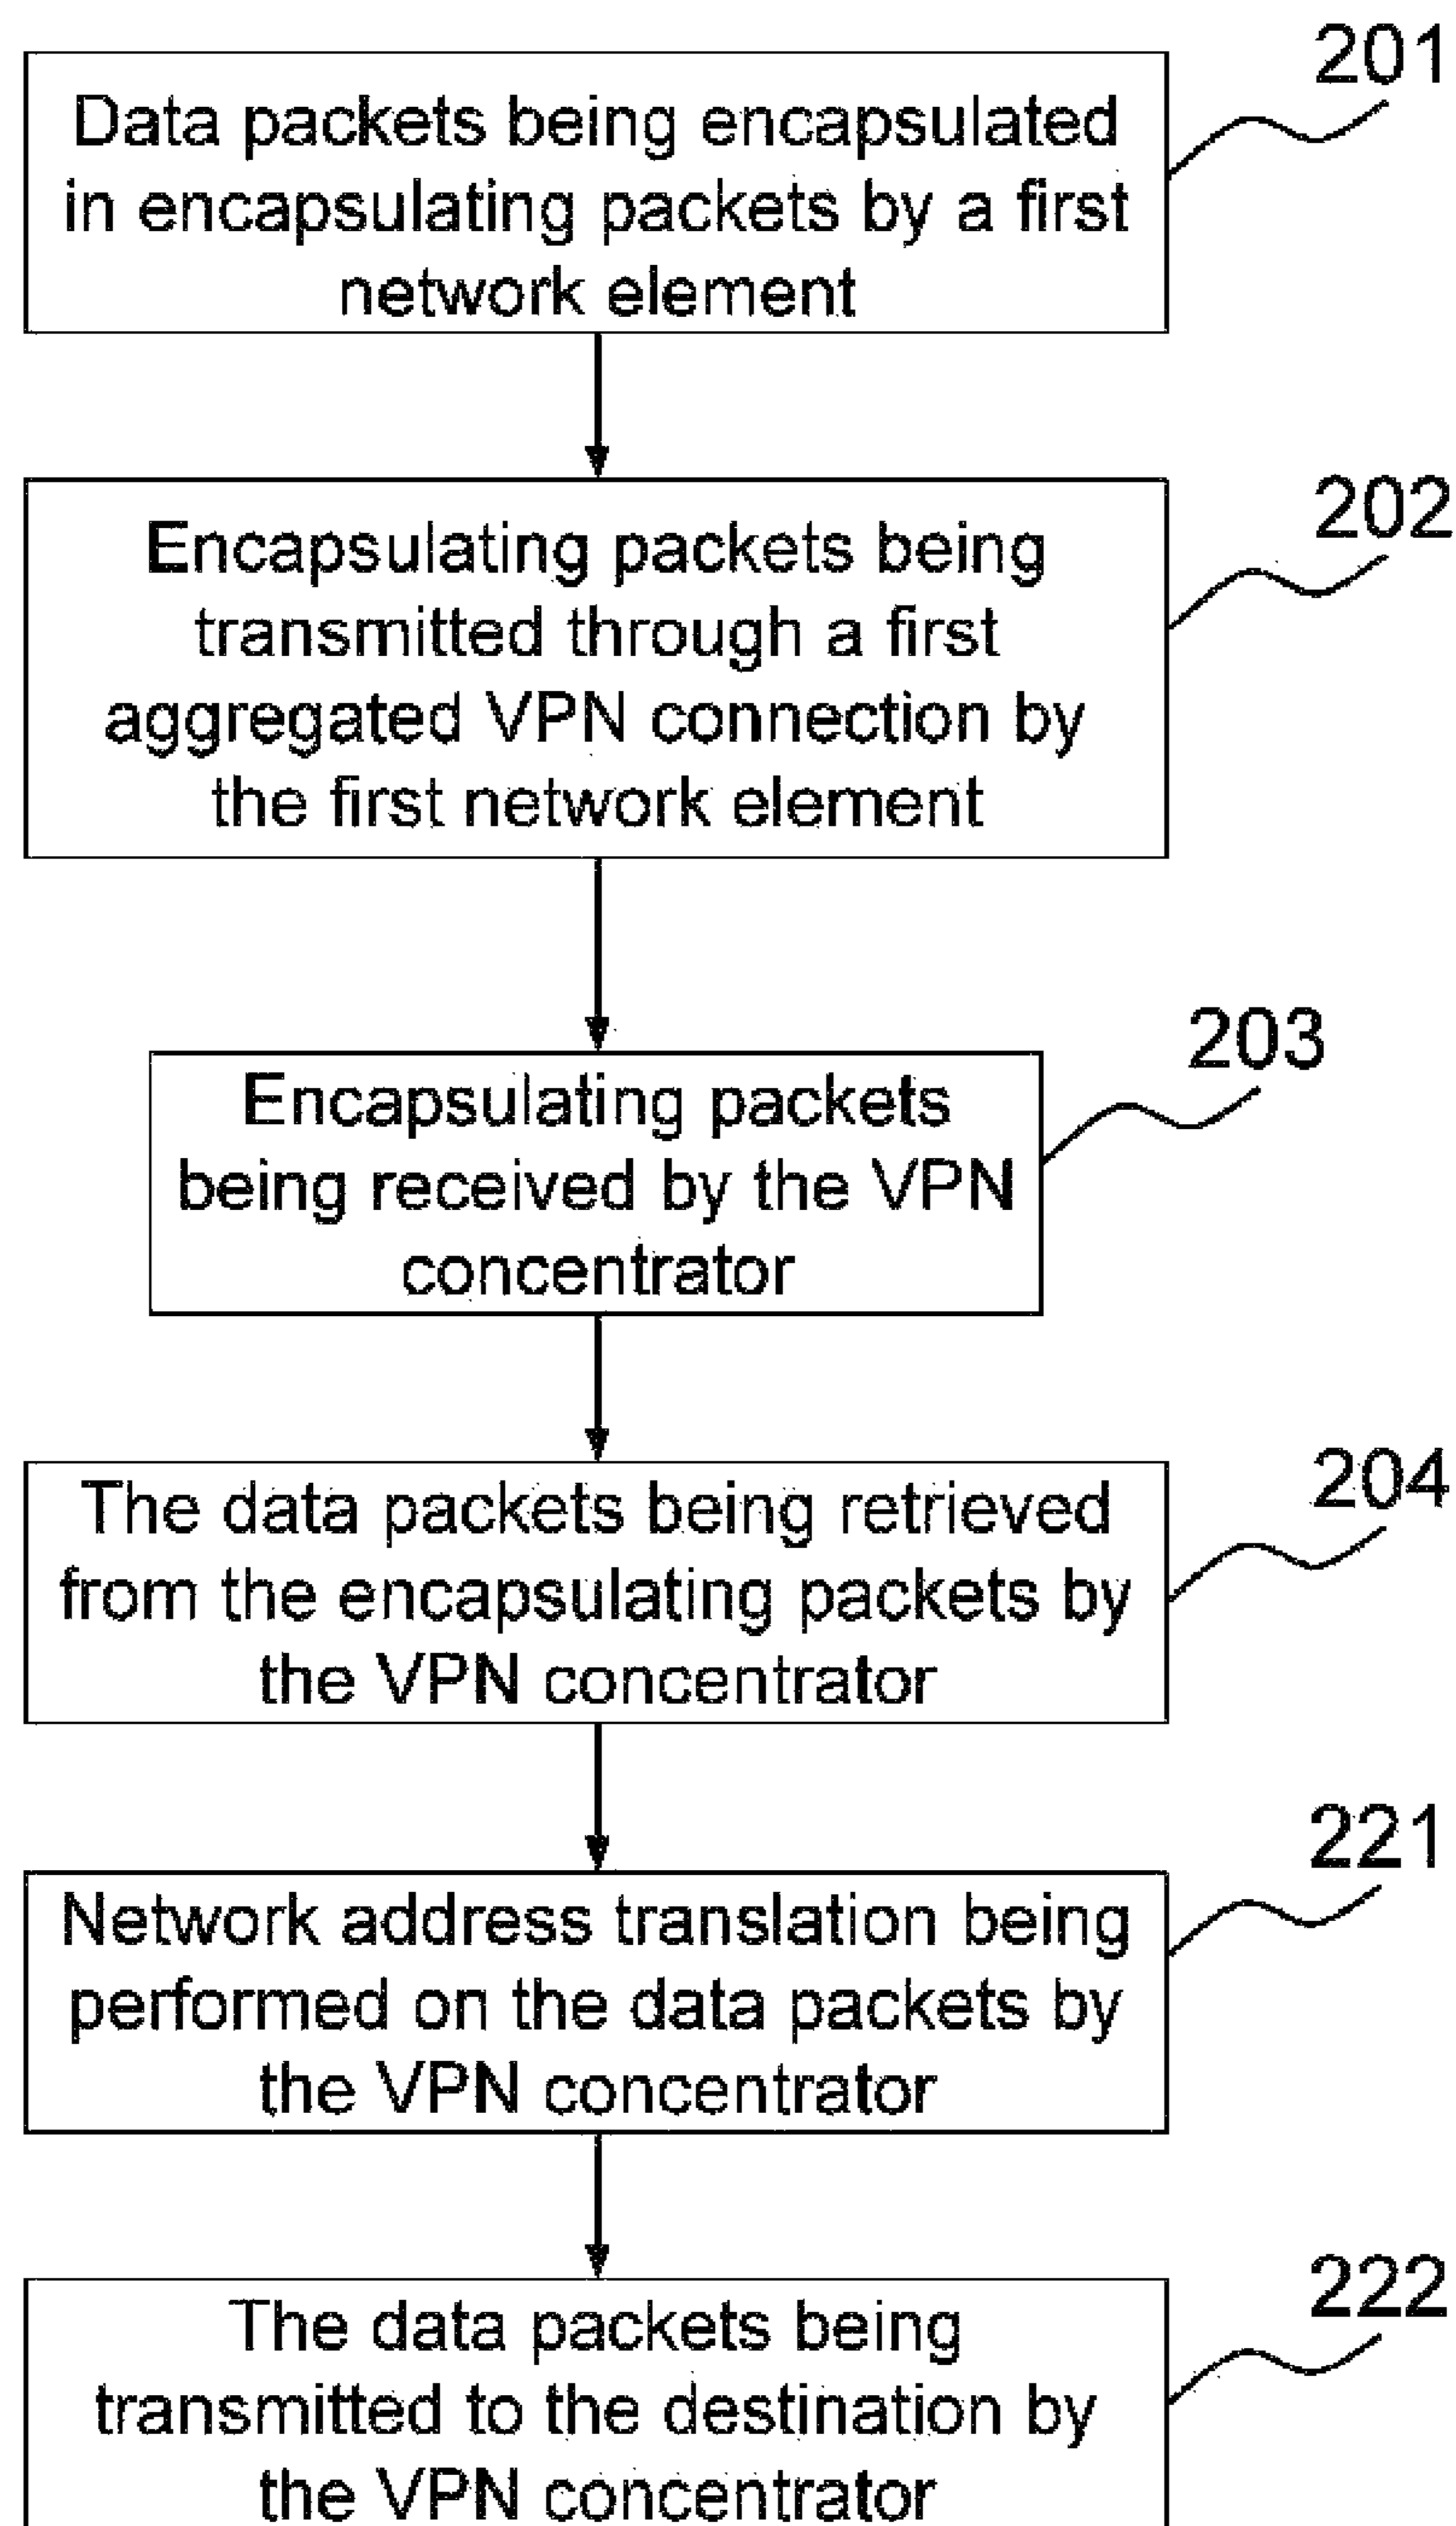 201
Data packets being encapsulated
in encapsulating packets by a first
network element
202
Encapsulating packets being
transmitted through a first
aggregated VPN connection by
the first network element
203
Encapsulating packets
being received by the VPN
concentrator
204
The data packets being retrieved
from the encapsulating packets by
the VPN concentrator
221
Network address translation being
performed on the data packets by
the VPN concentrator
222
The data packets being
transmitted to the destination by
the VPN concentrator